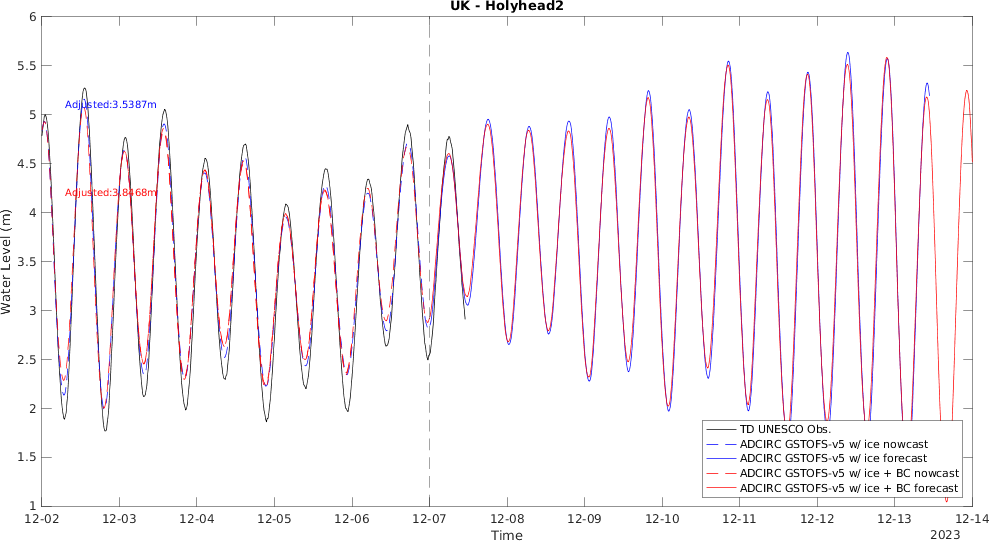 UK - Holyhead2
6
5.5
5
4.5
4
3.5
3
2.5
2
1.5
1
Water Level (m)
Adjusted:3.5387m
Adjusted:3.8468m
TD UNESCO Obs.
ADCIRC GSTOFS-v5 w/ ice nowcast
ADCIRC GSTOFS-v5 w/ ice forecast
ADCIRC GSTOFS-v5 w/ ice + BC nowcast
ADCIRC GSTOFS-v5 w/ ice + BC forecast
12-02 12-03 12-04 12-05 12-06 12-07 12-08 12-09 12-10 12-11 12-12 12-13 12-14
Time
2023